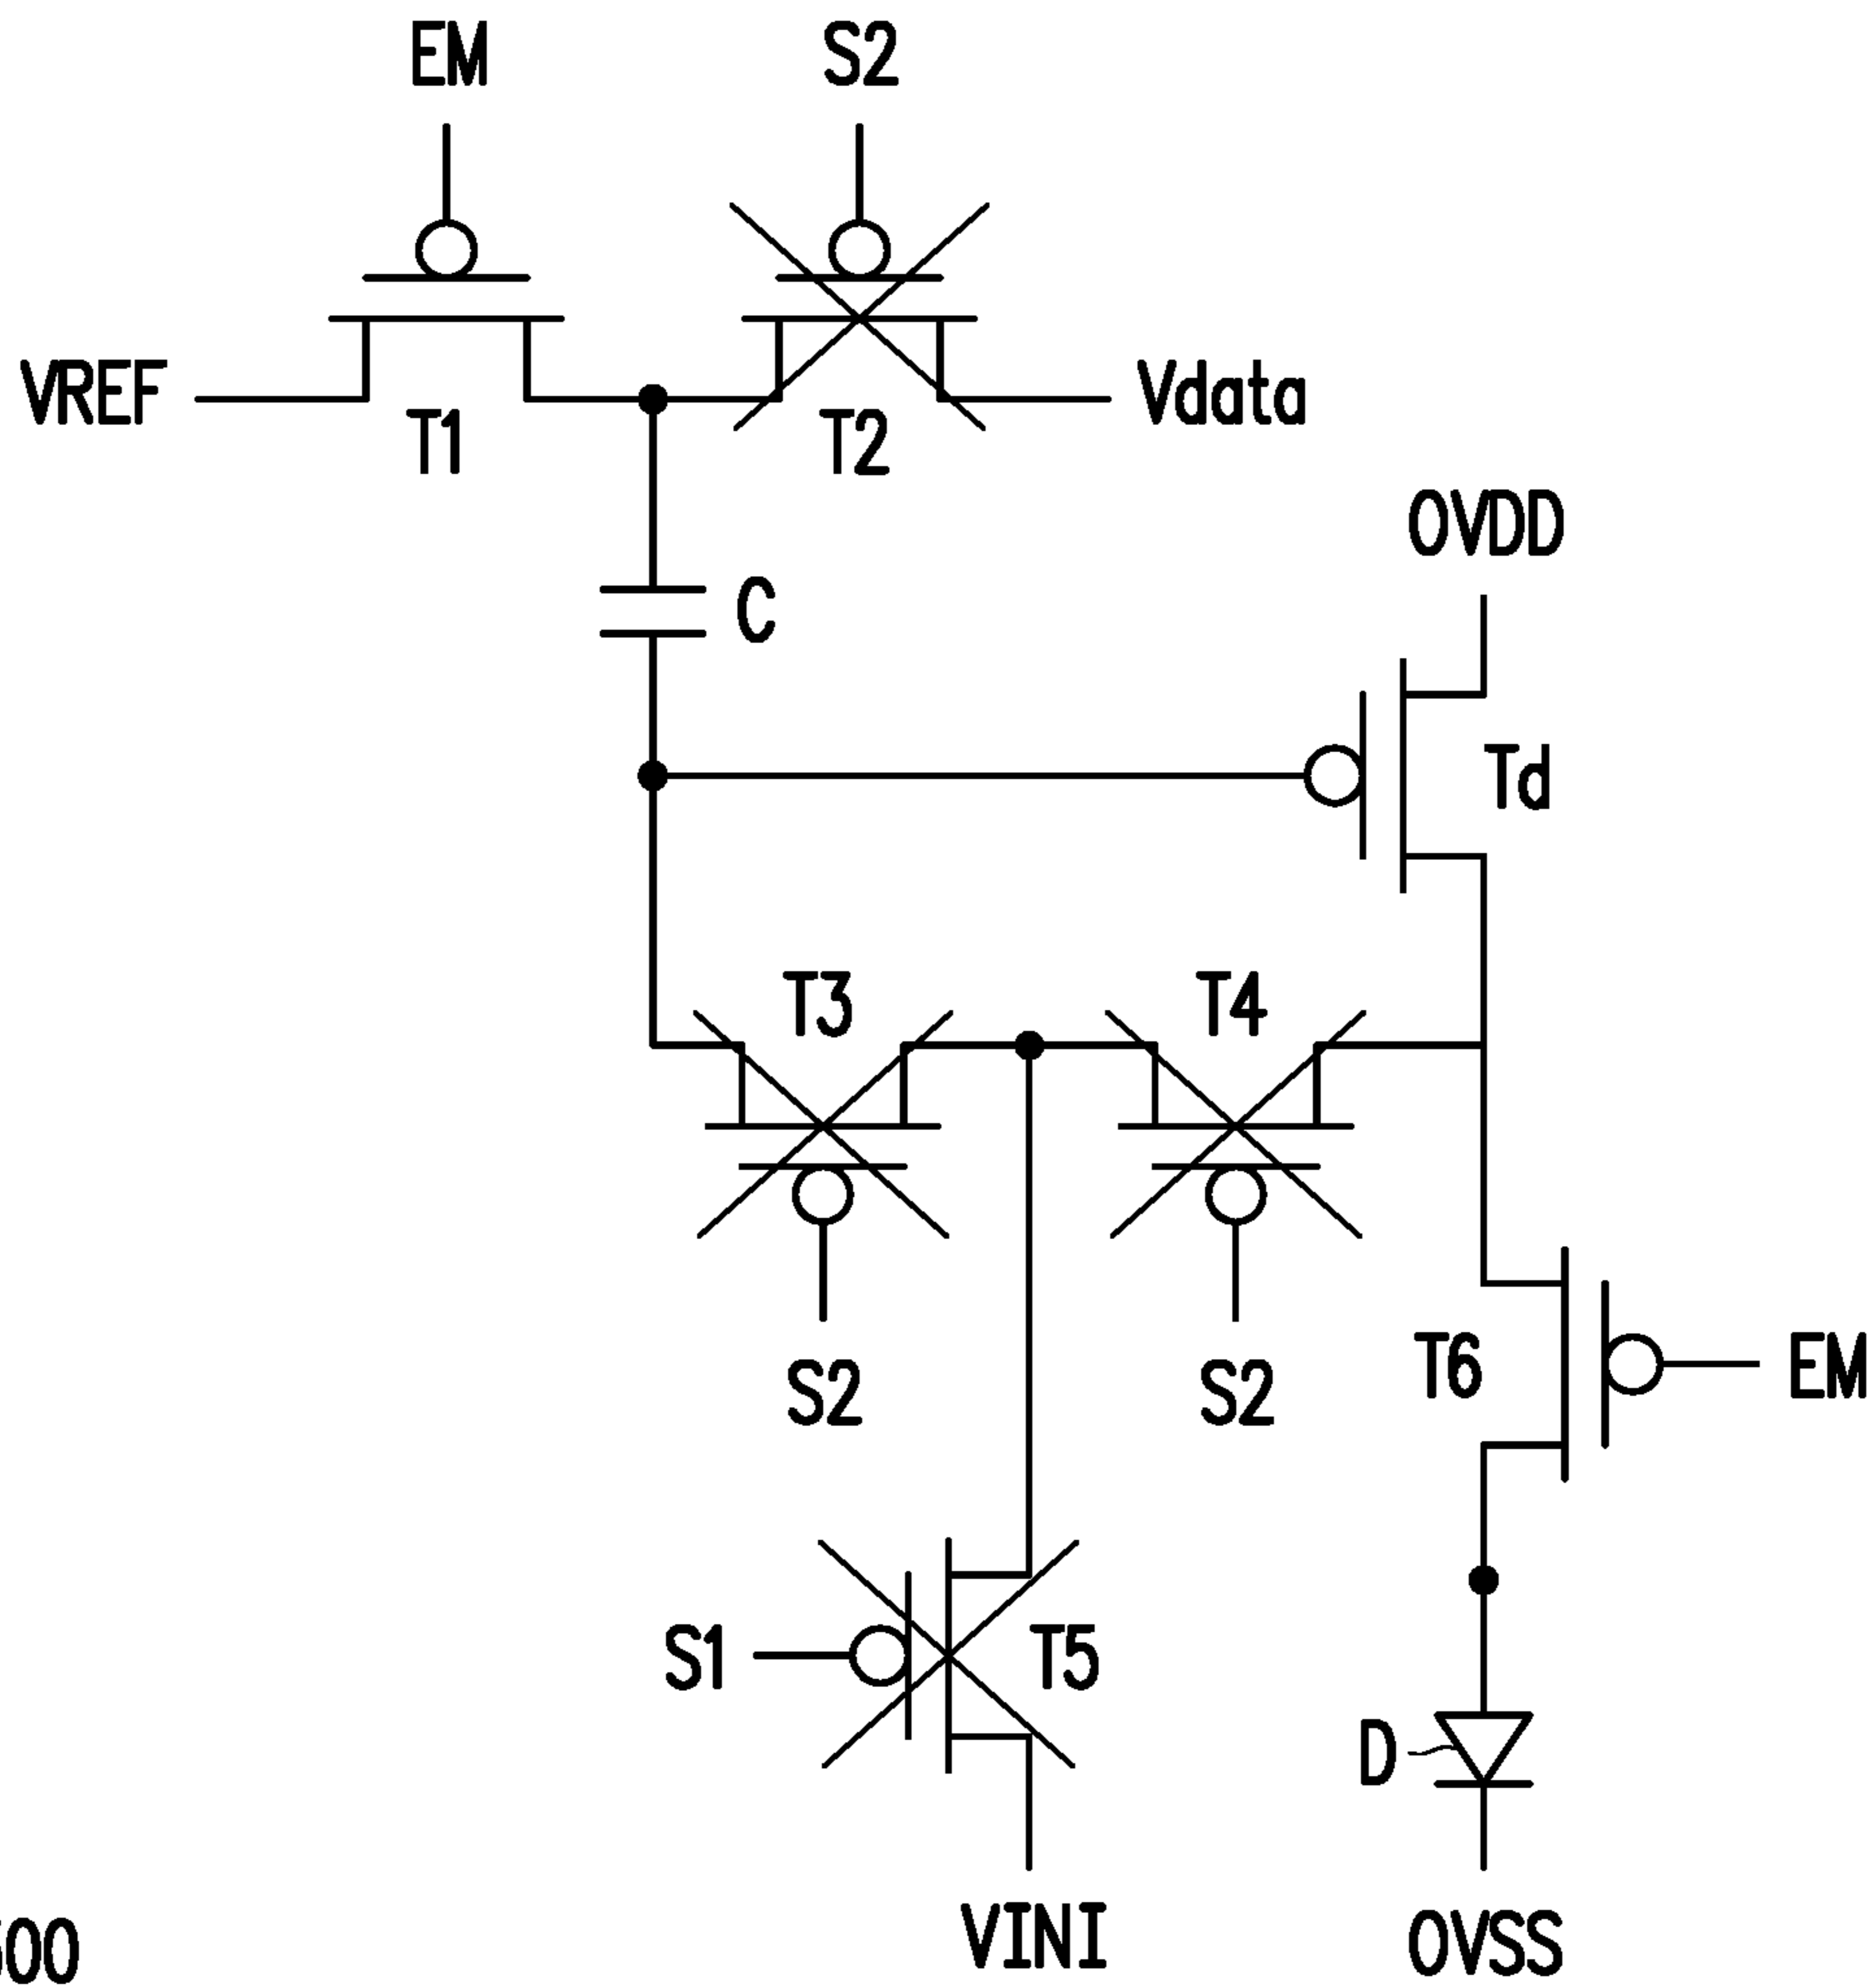 EM
S2
VREF
T1
T2
Vdata
OVDD
C
Td
T3
T4
S2
S2
T6
EM
S1
T5
D
VINI
OVSS